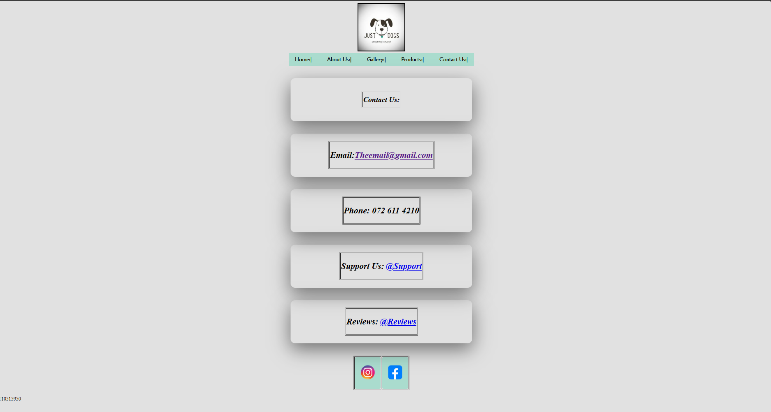 JUST DOGS
Home| About Us| Gallery| Products| Contact Us|
Contact Us:
Email:Theemail@gmail.com
Phone: 072 611 4210
Support Us: @Support
Reviews: @Reviews